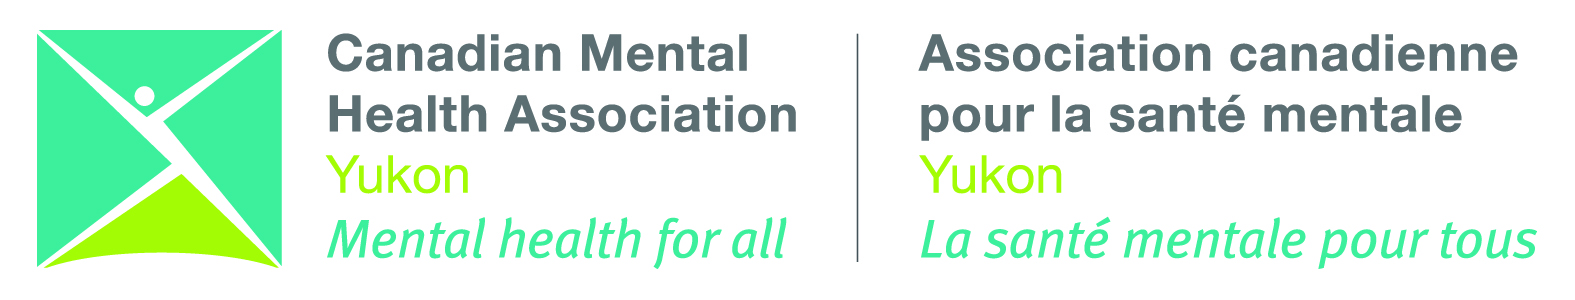 Canadian Mental
Health Association
Yukon
Mental health for all
Association canadienne
pour la santé mentale
Yukon
La santé mentale pour tous